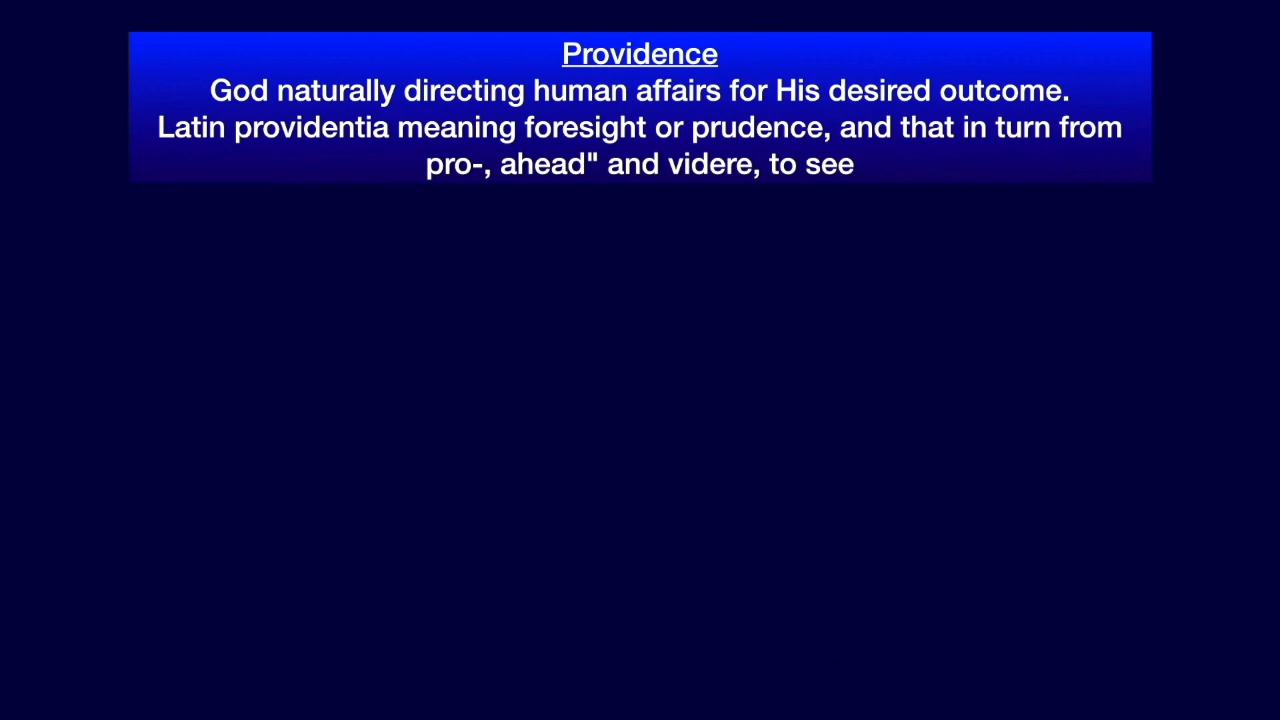 Providence
God naturally directing human affairs for His desired outcome.
Latin providentia meaning foresight or prudence, and that in turn from
pro-, ahead" and videre, to see